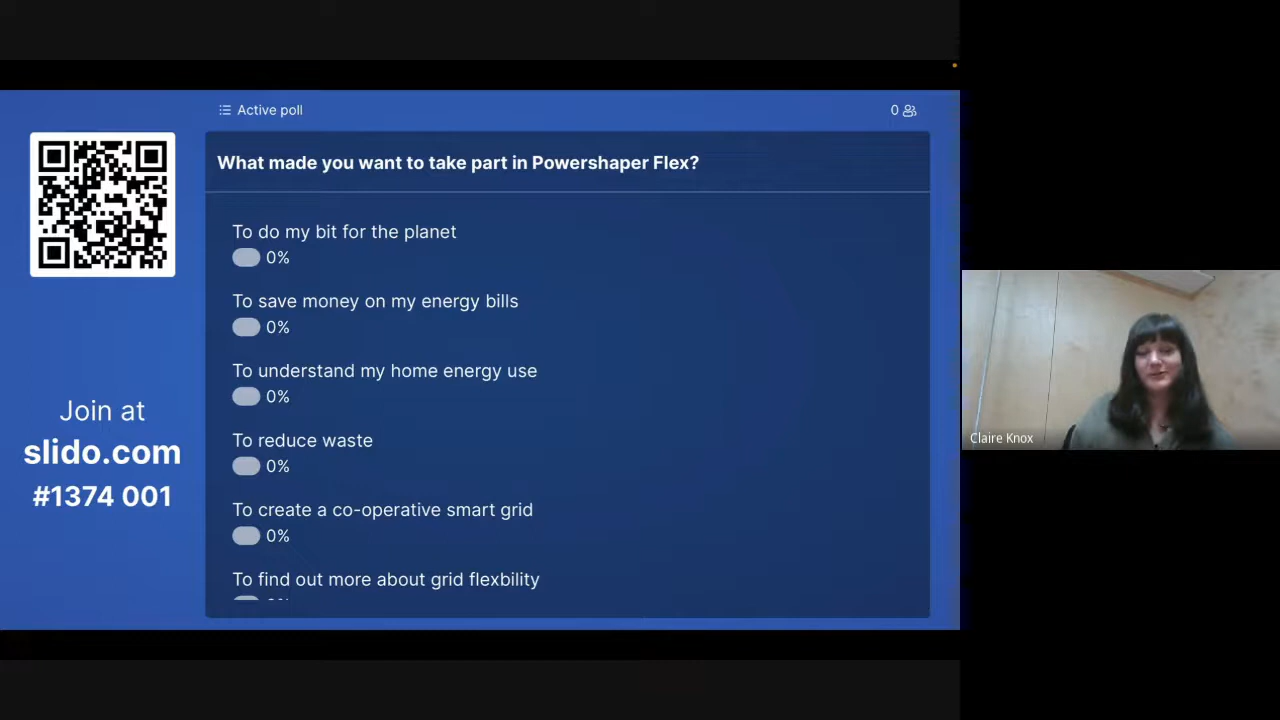 Active poll
0
What made you want to take part in Powershaper Flex?
To do my bit for the planet
0%
To save money on my energy bills
0%
To understand my home energy use
0%
To reduce waste
0%
To create a co-operative smart grid
0%
To find out more about grid flexbility
Join at
slido.com
#1374 001
Claire Knox